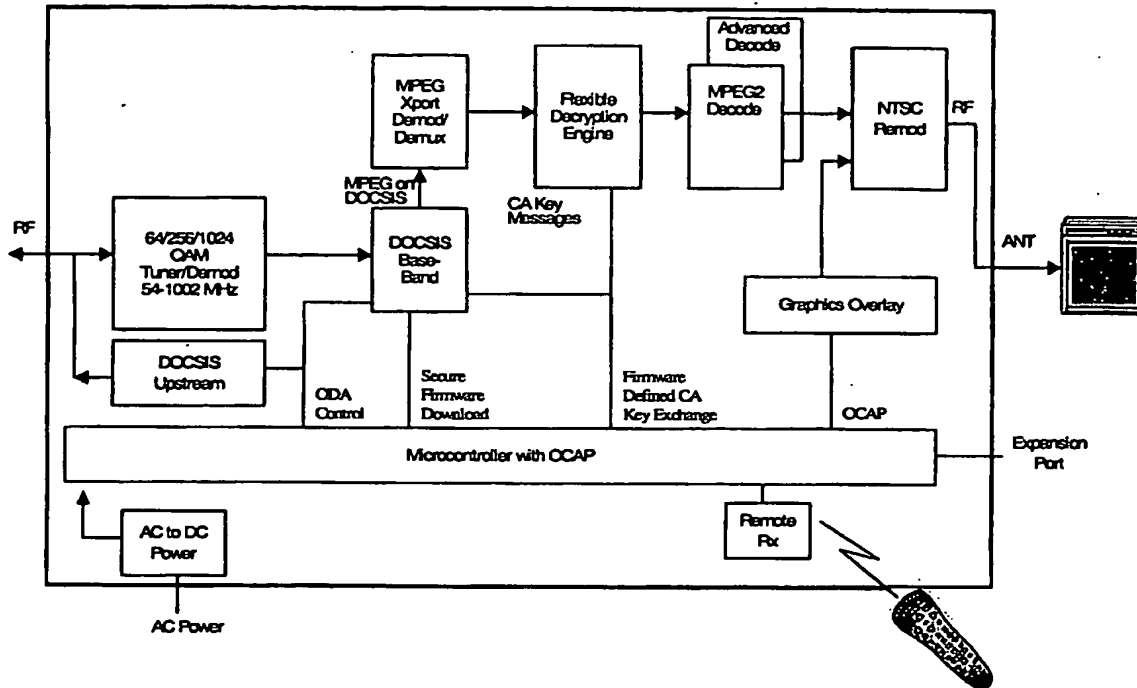 Advanced
Decode
MPEG
Xport
Demod/
Demux
Flexible
Decryption
Engine
MPEG2
Decode
NTSC
Remod
RF
MPEG on
DOCSIS
CA Key
Messages
RF
64/256/1024
QAM
Tuner/Demod
54-1002 MHz
DOCSIS
Base-
Band
ANT
Graphics Overlay
DOCSIS
Upstream
ODA
Control
Secure
Firmware
Download
Firmware
Defined CA
Key Exchange
OCAP
Microcontroller with OCAP
Expansion
Port
AC to DC
Power
Remote
Rx
AC Power